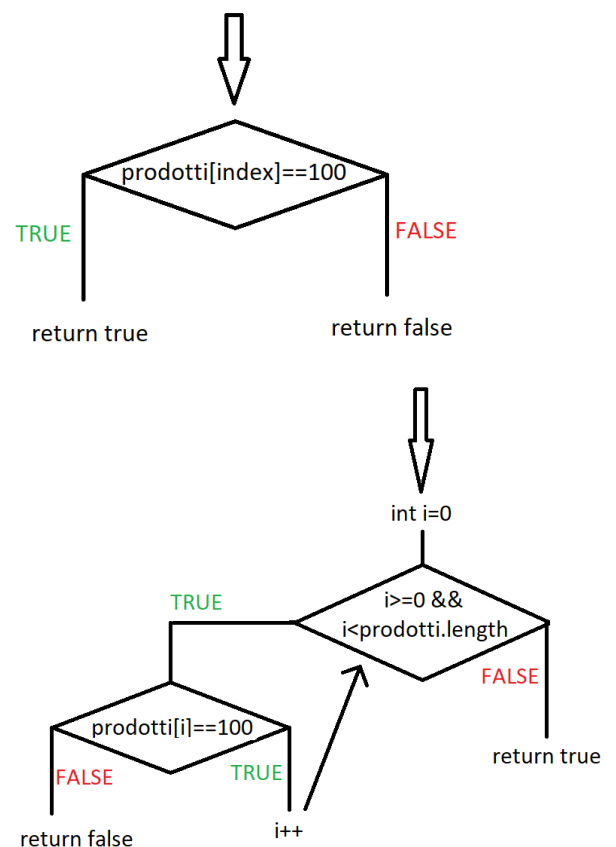 prodotti[index]==100
TRUE
FALSE
return true
return false
int i=0
TRUE
i>=0 &&
i<prodotti.length
FALSE
prodotti[i]==100
return true
FALSE
TRUE
return false
i++